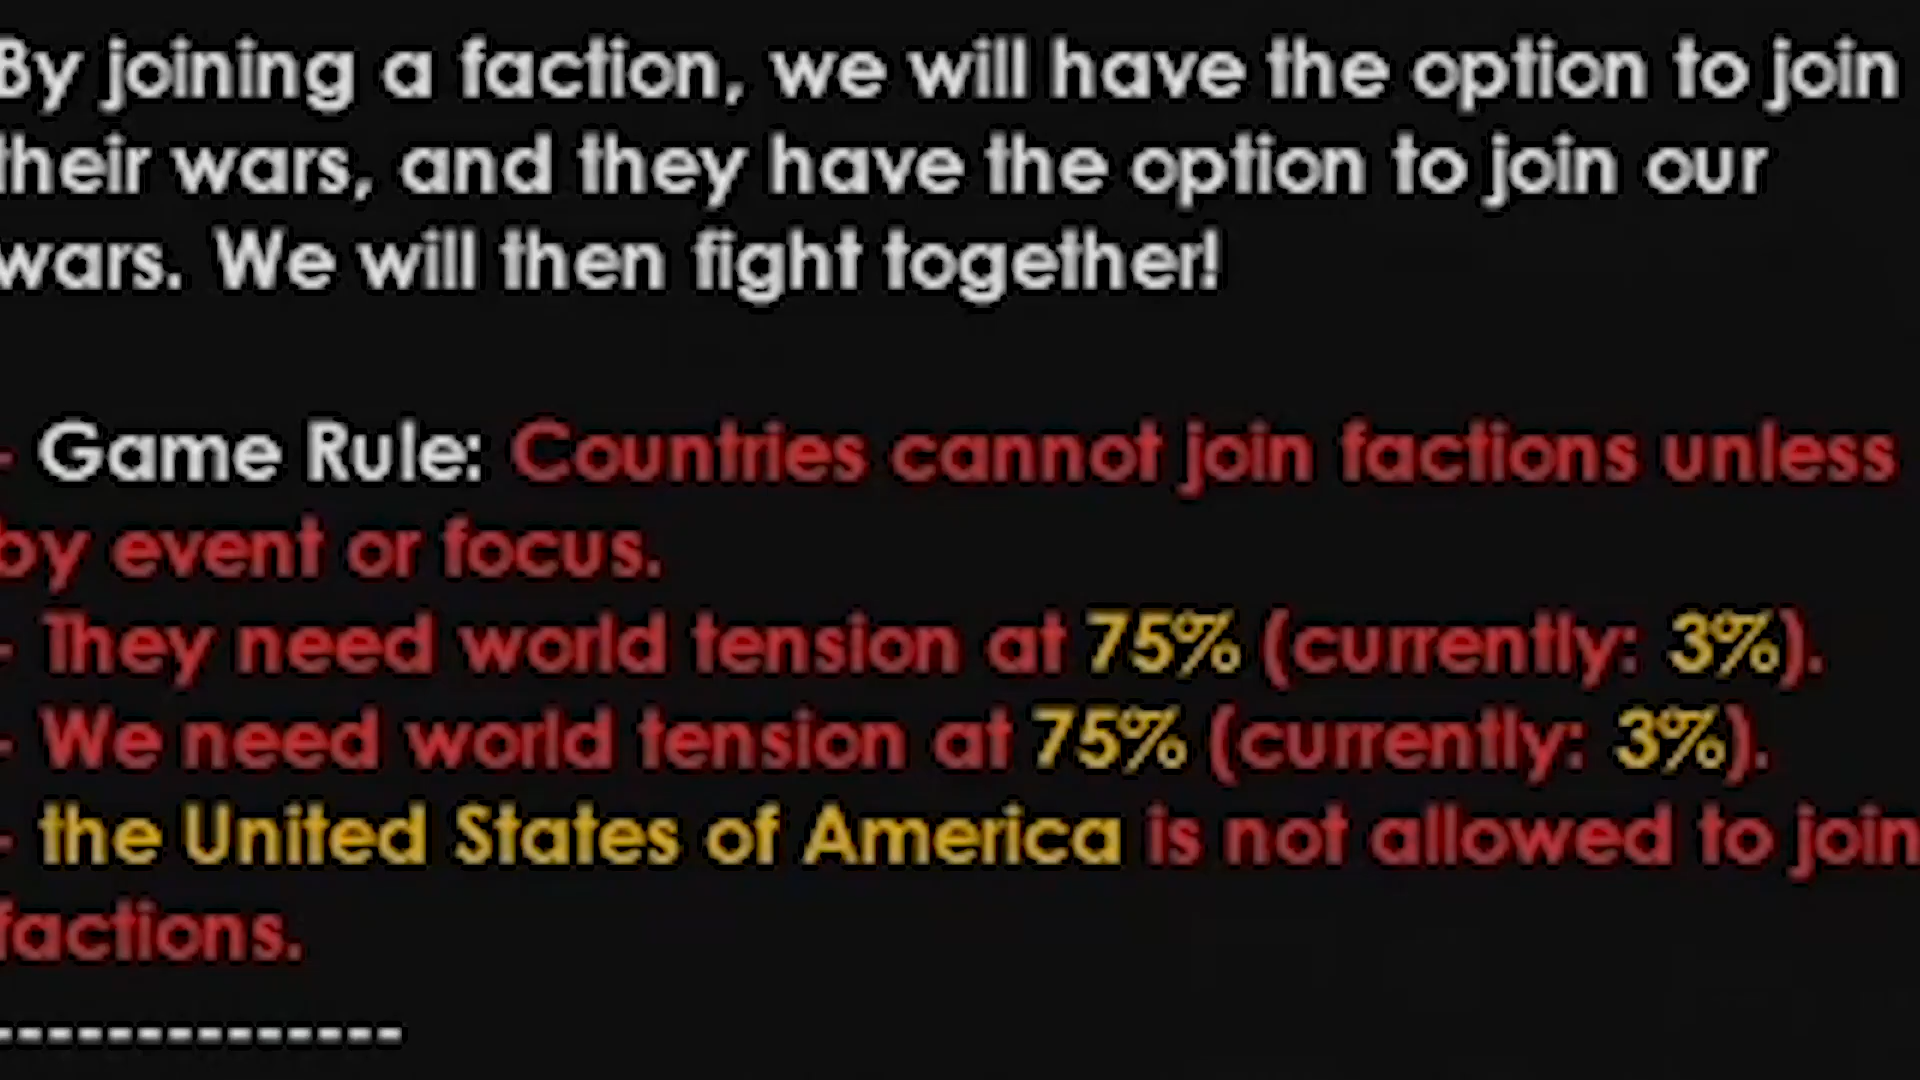 By joining a faction, we will have the option to join
their wars, and they have the option to join our
wars. We will then fight together!
- Game Rule: Countries cannot join factions unless
by event or focus.
- They need world tension at 75% (currently: 3%).
- We need world tension at 75% (currently: 3%).
- the United States of America is not allowed to join
factions.
--------------